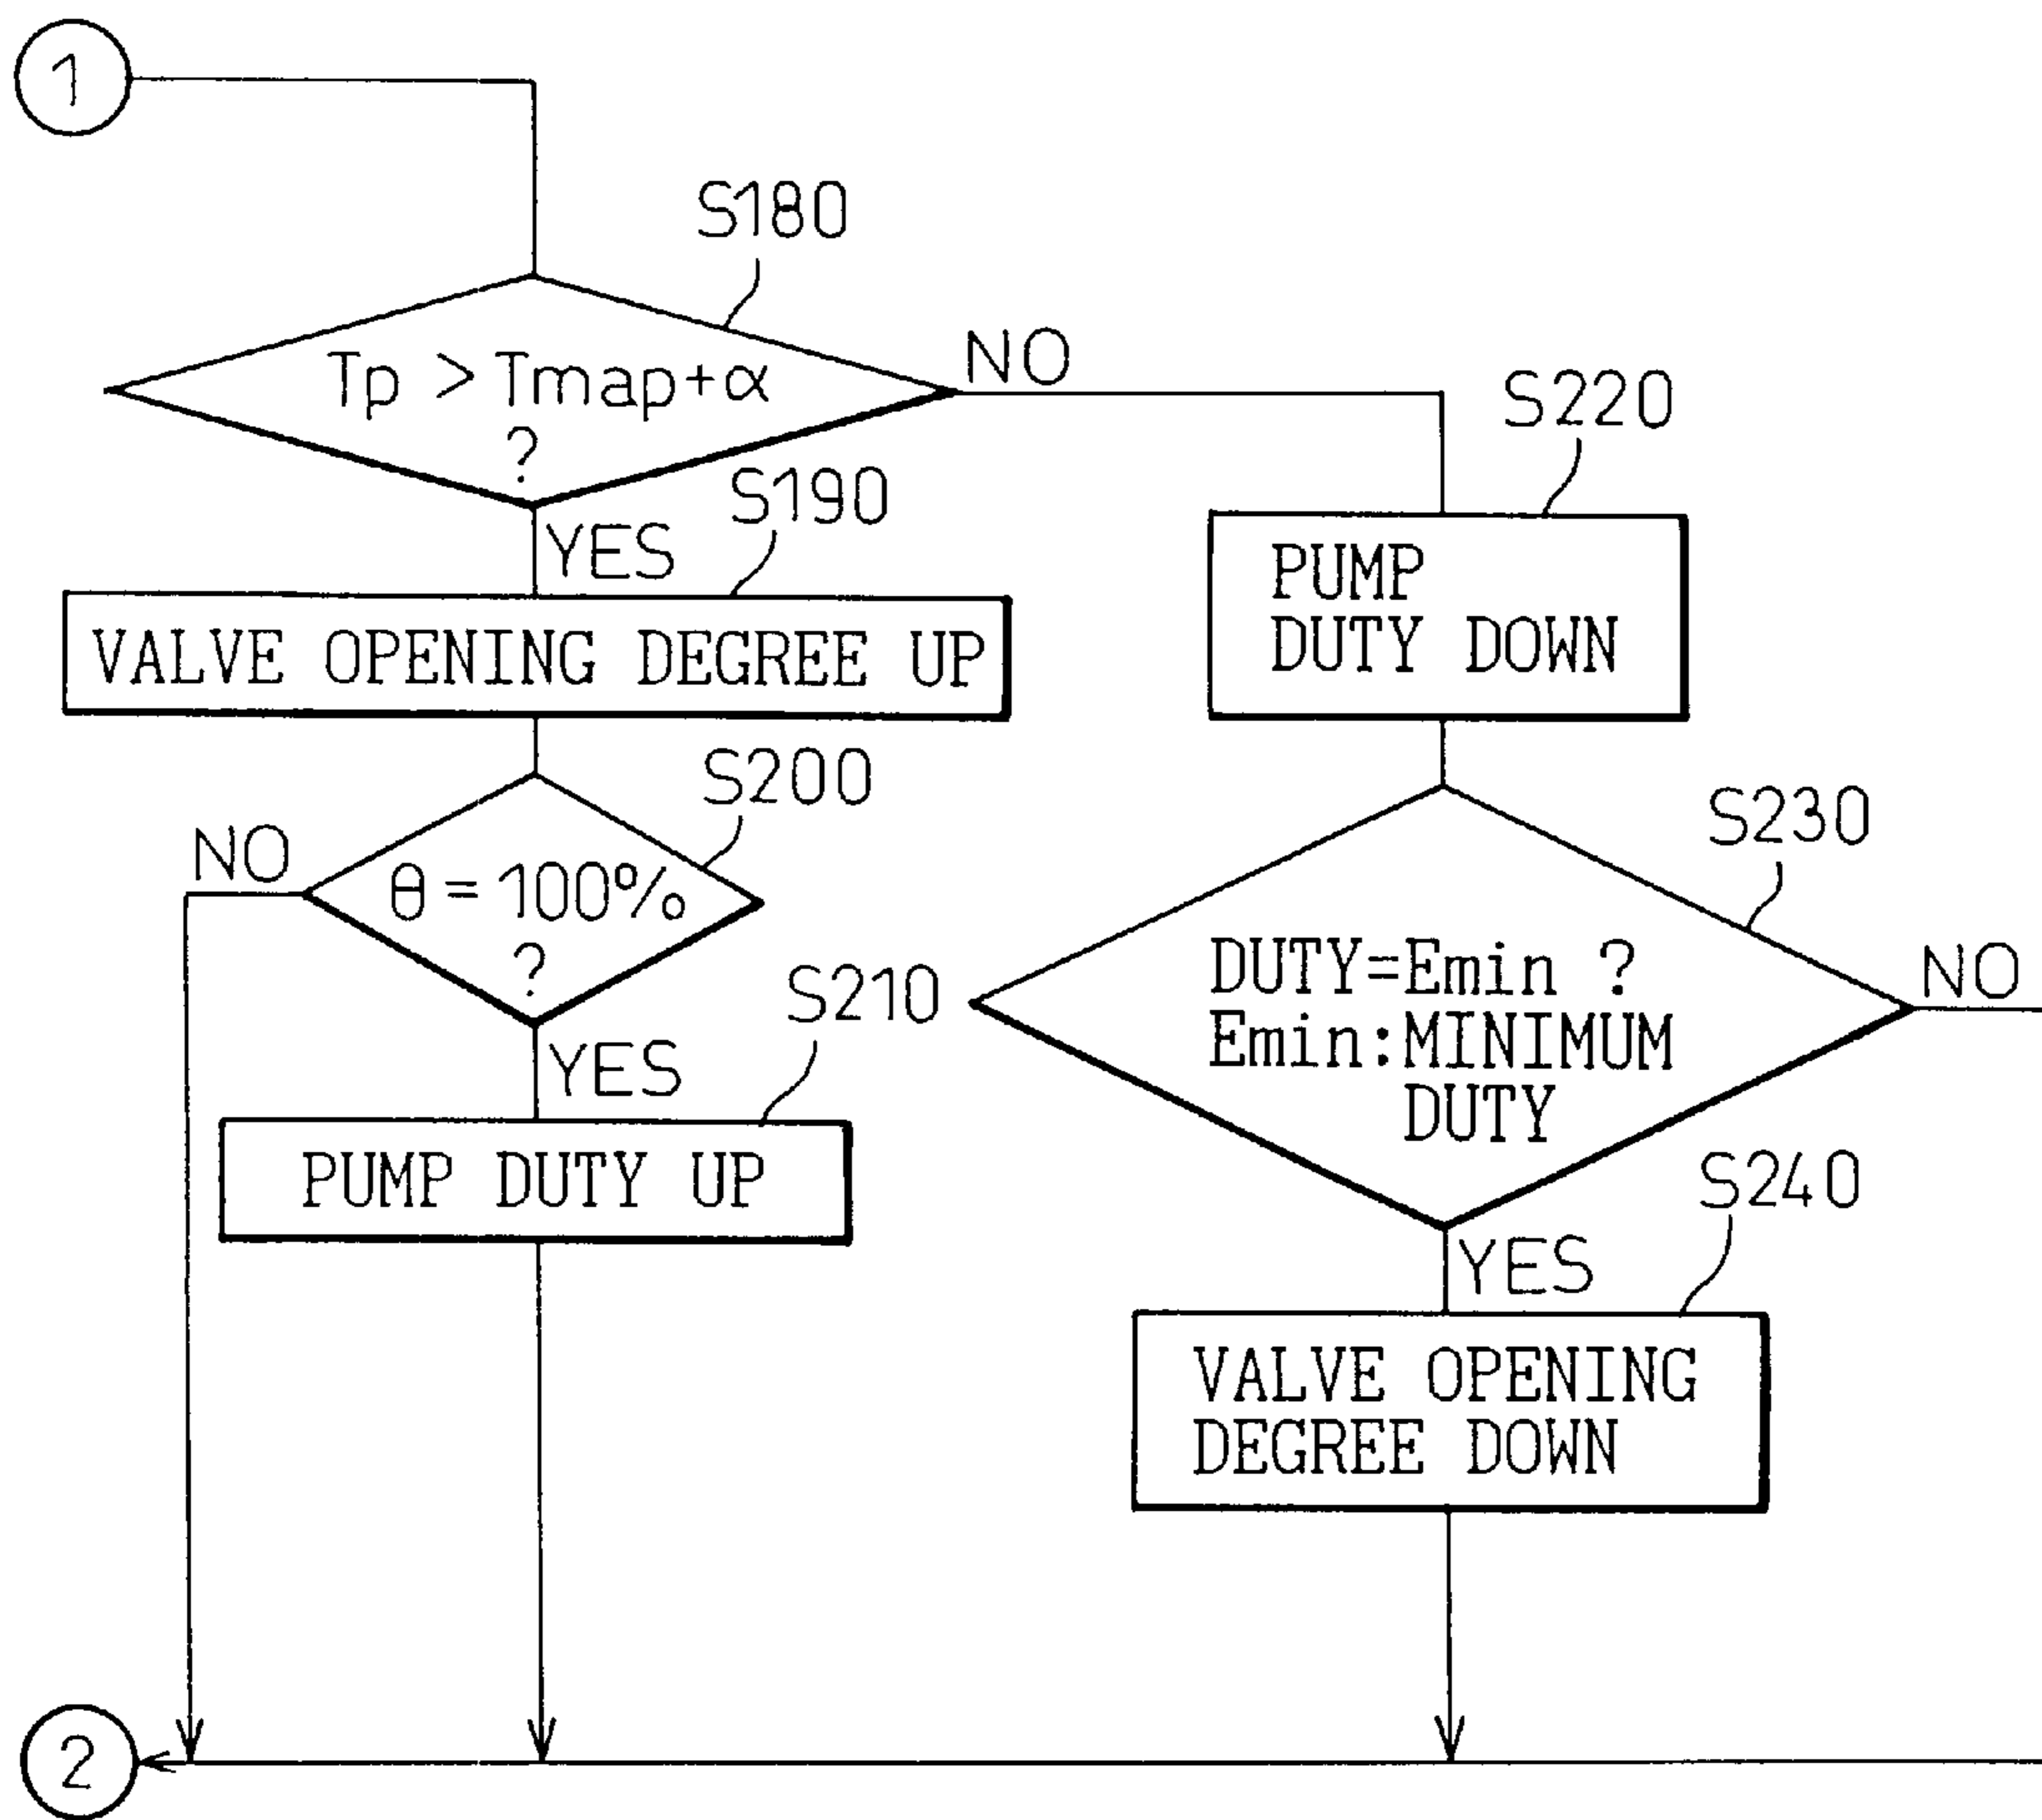 1
S180
Tp > Tmap+α
?
NO
YES
S190
VALVE OPENING DEGREE UP
S200
NO
θ = 100%
?
YES
S210
PUMP DUTY UP
S220
PUMP
DUTY DOWN
S230
DUTY=Emin ?
Emin:MINIMUM
DUTY
NO
YES
S240
VALVE OPENING
DEGREE DOWN
2